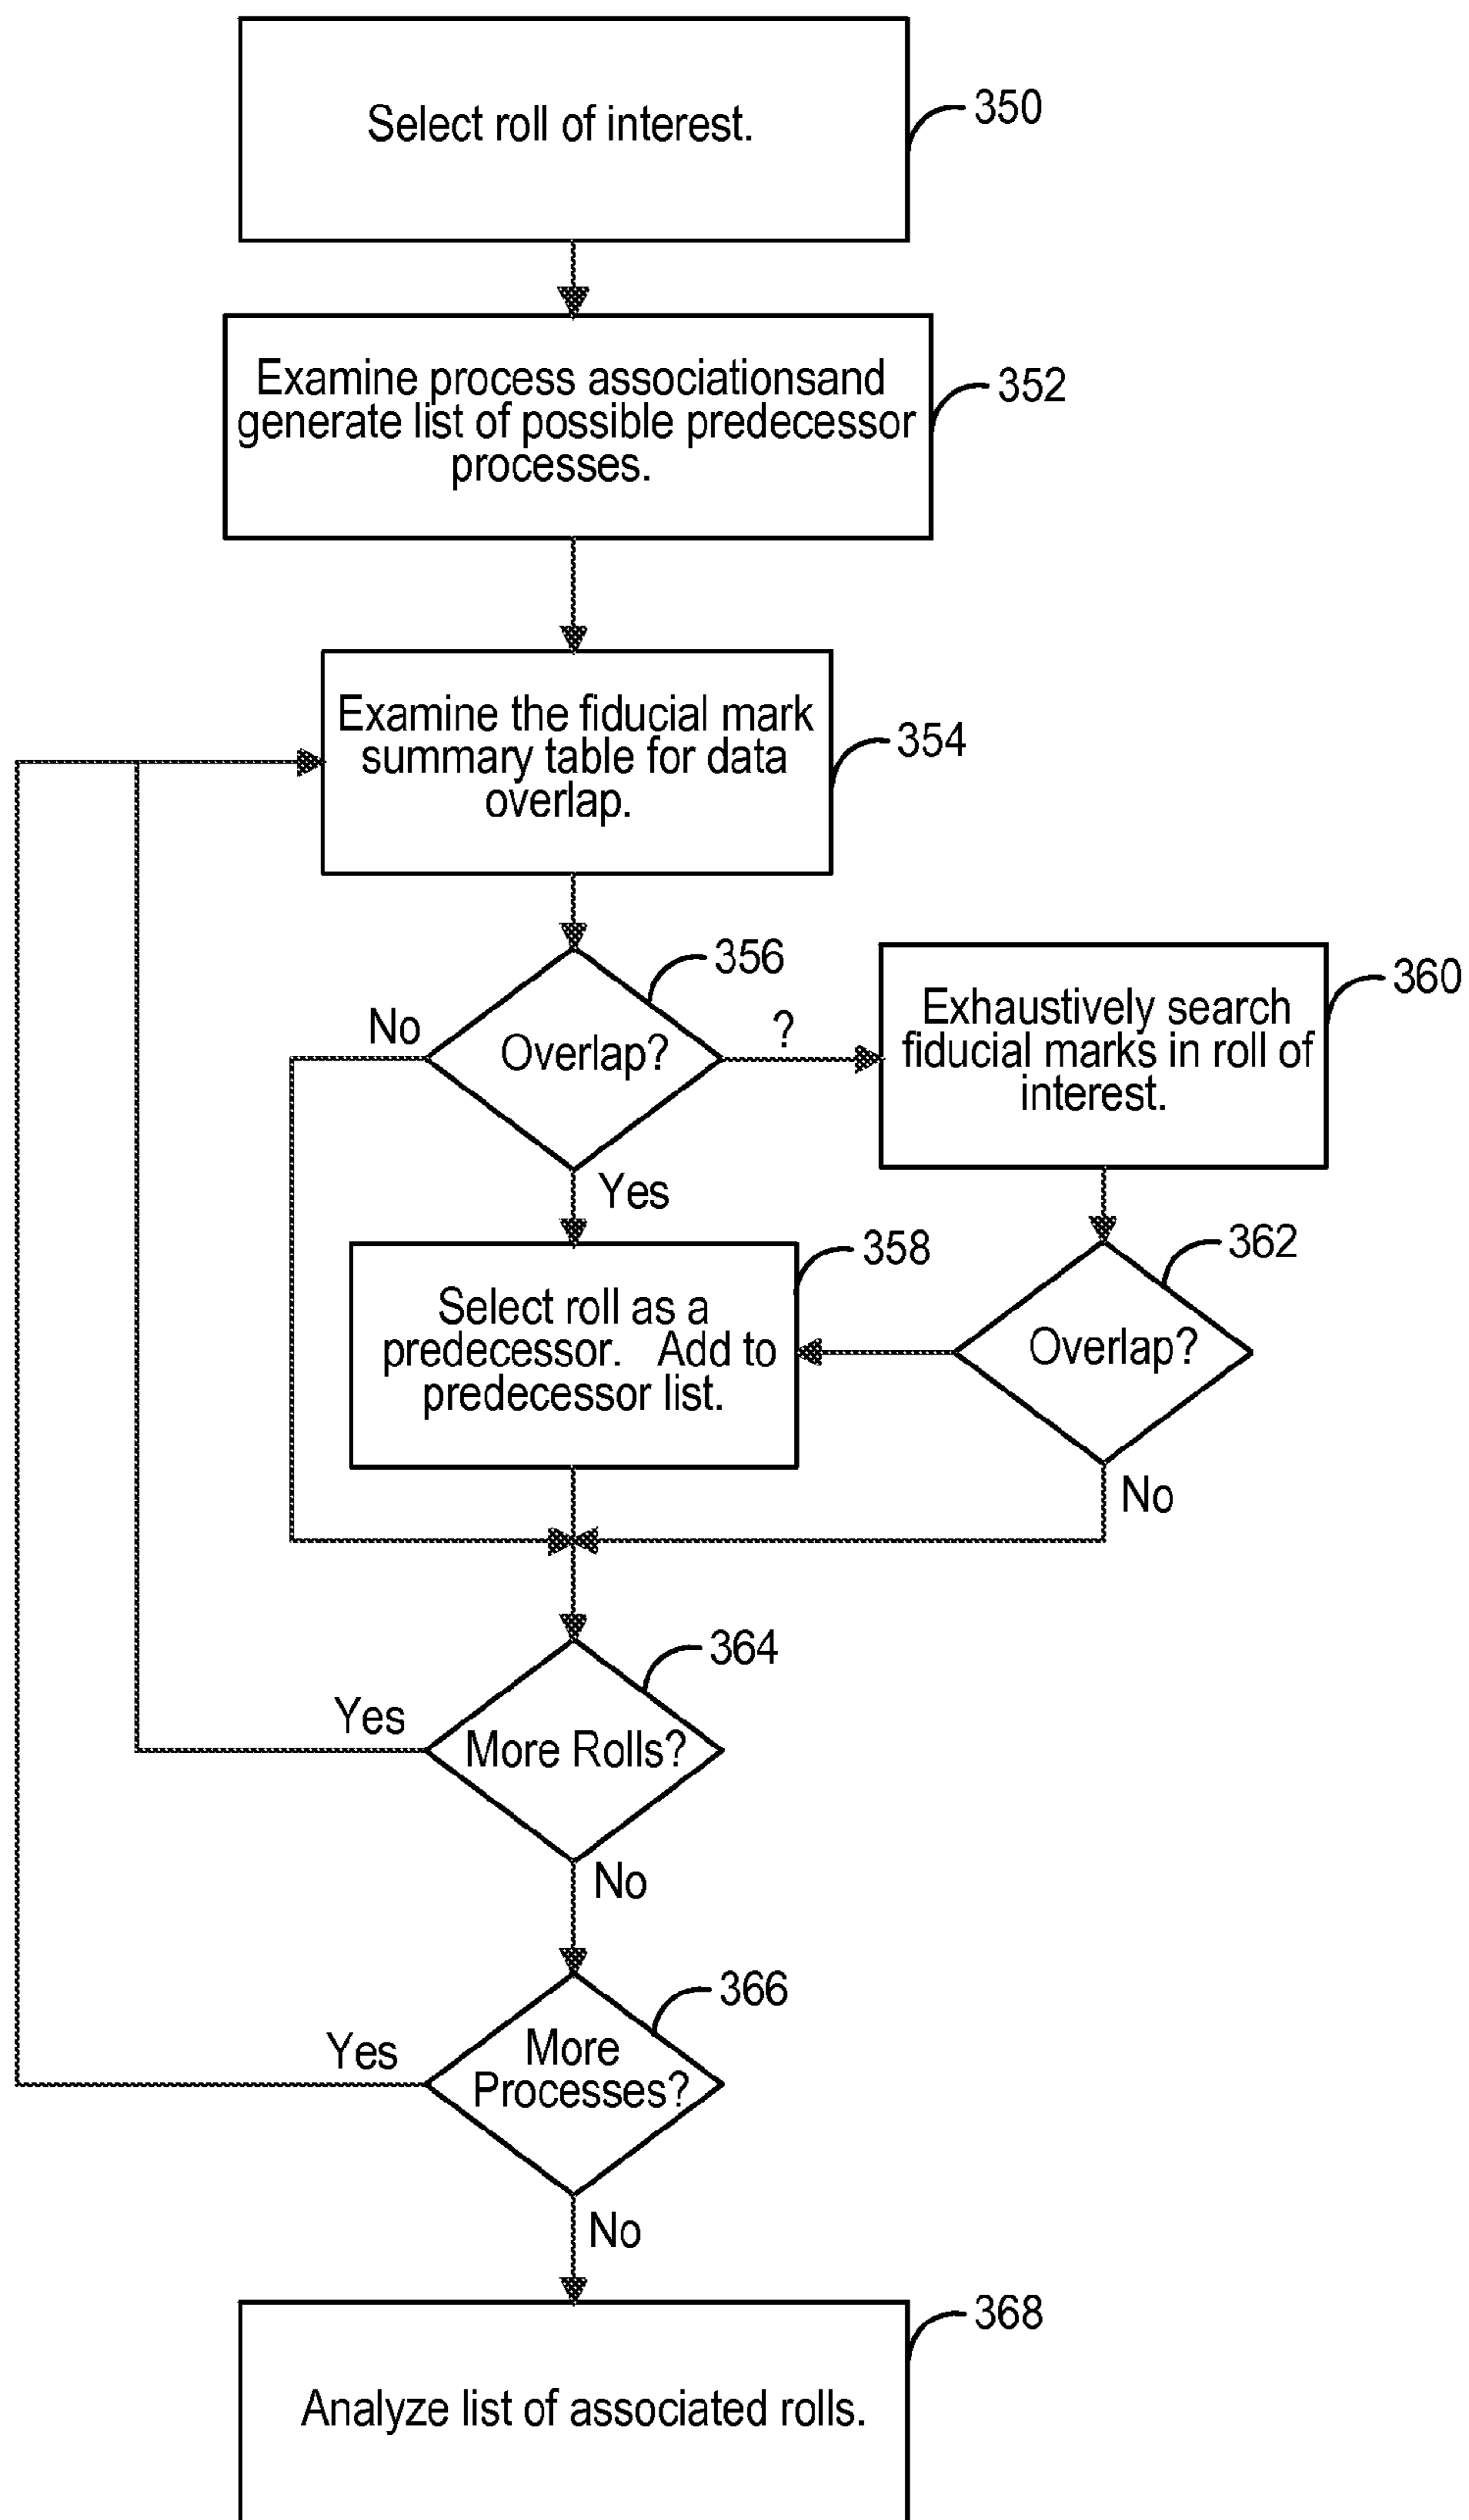 Select roll of interest.
350
Examine process associationsand
generate list of possible predecessor
processes.
352
Examine the fiducial mark
summary table for data
overlap.
354
356
Overlap?
No
?
Yes
Exhaustively search
fiducial marks in roll of
interest.
360
Select roll as a
predecessor. Add to
predecessor list.
358
362
Overlap?
No
364
More Rolls?
Yes
No
366
More
Processes?
Yes
No
368
Analyze list of associated rolls.